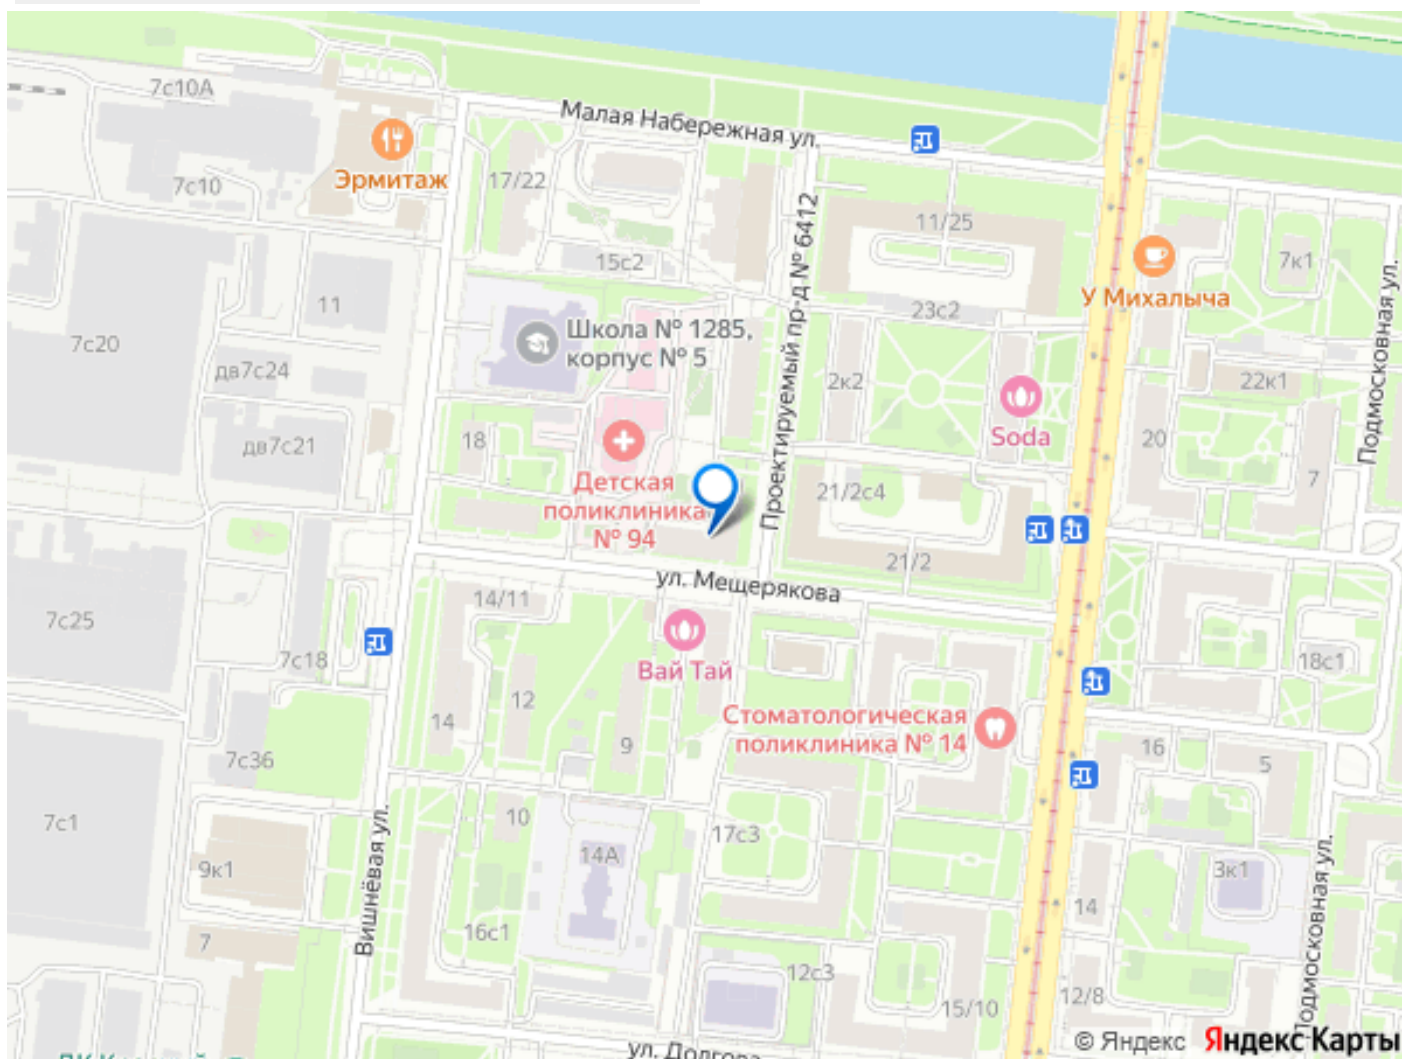 7с10А
Малая Набережная ул.
Эрмитаж
7с10
17/22
11/25
15с2
7к1
У Михалыча
23с2
11
Школа № 1285,
корпус № 5
7с20
дв7с24
2к2
22к1
Проектируемый пр-д № 6412
Подмосковная ул.
Soda
18
20
дв7с21
7
Детская
поликлиника
№ 94
21/2с4
21/2
ул. Мещерякова
14/11
7с25
7с18
Вай Тай
18с1
12
14
9
Стоматологическая
поликлиника № 14
16
5
7с36
7с1
10
17с3
14А
9к1
3к1
Вишнёвая ул.
Подмосковная ул.
14
7
16с1
12с3
15/10
12/8
ул. Долгова
© Яндекс Яндекс Карты